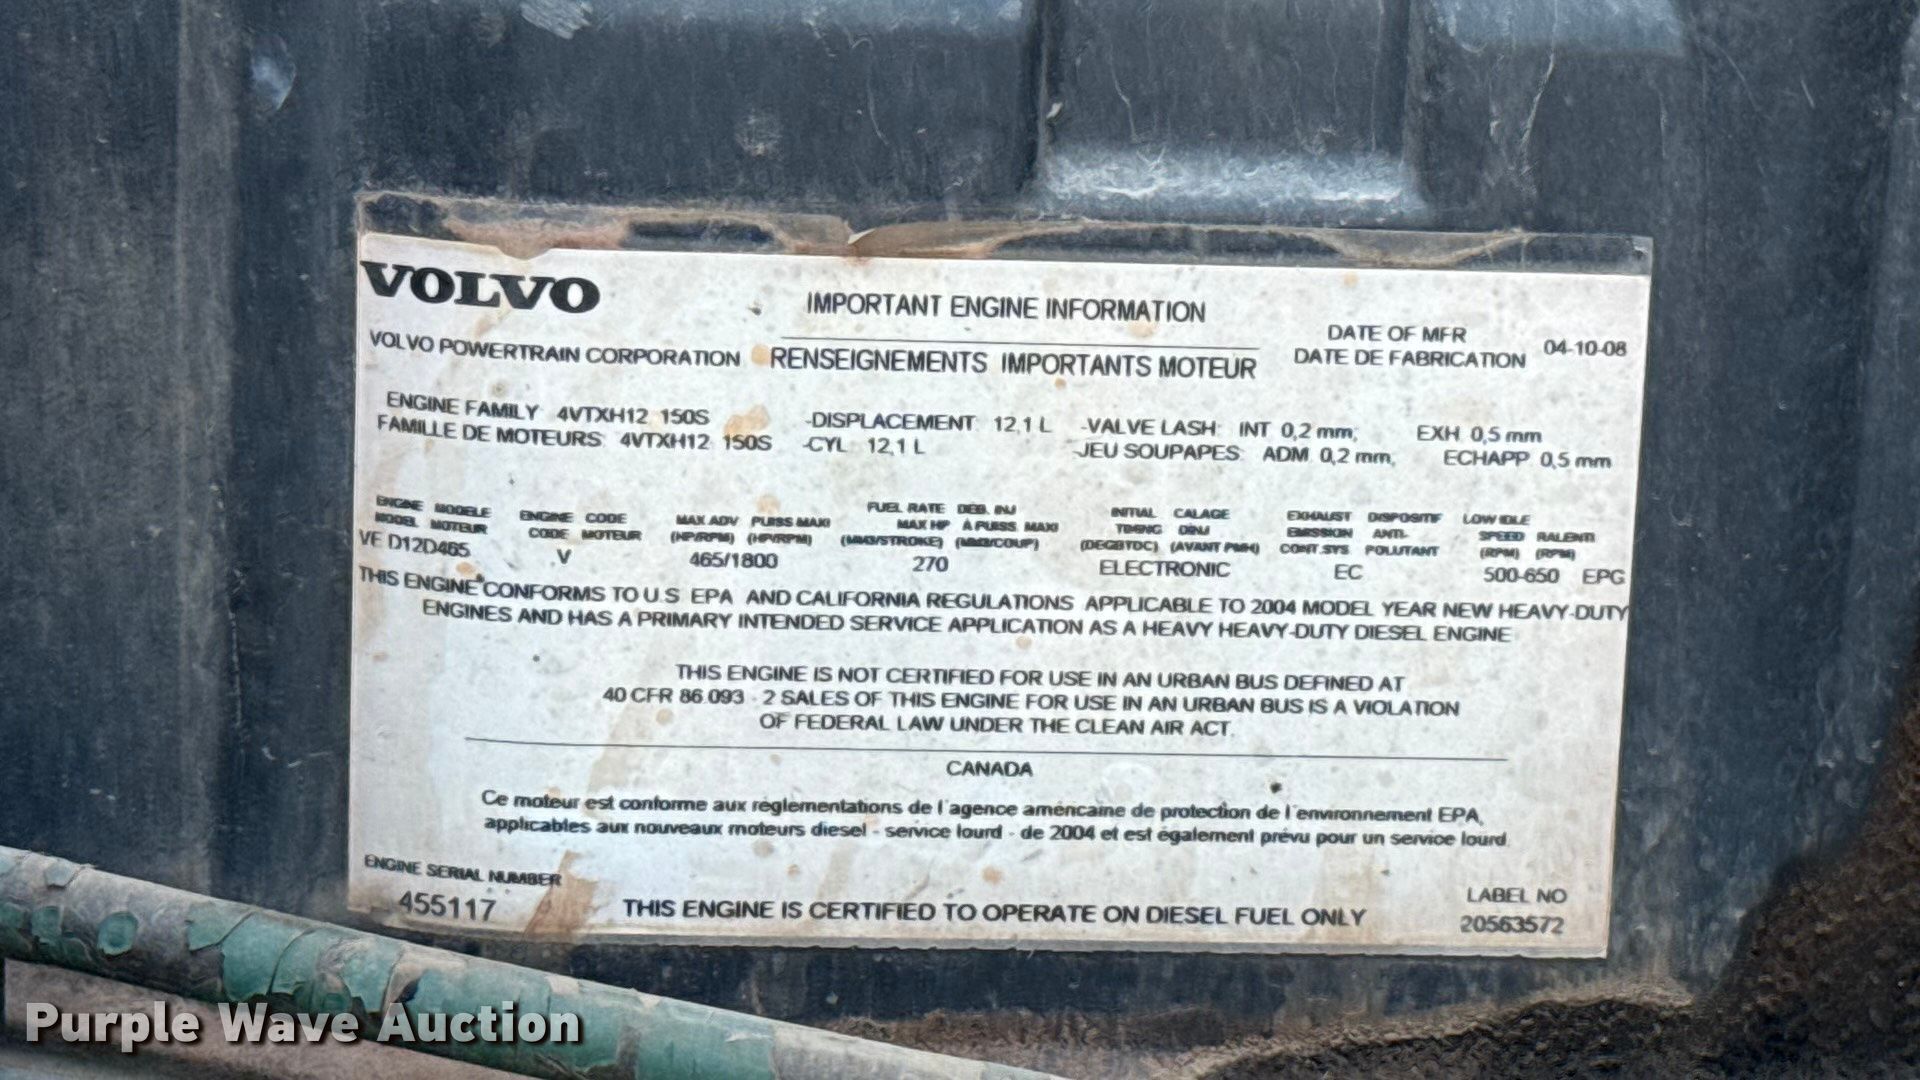 VOLVO
IMPORTANT ENGINE INFORMATION
VOLVO POWERTRAIN CORPORATION
RENSEIGNEMENTS IMPORTANTS MOTEUR
DATE OF MFR
DATE DE FABRICATION
04-10-08
ENGINE FAMILY 4VTXH12 150S
FAMILLE DE MOTEURS: 4VTXH12 150S
-DISPLACEMENT: 12,1 L
-CYL 12,1 L
-VALVE LASH: INT 0,2 mm; EXH 0,5 mm
-JEU SOUPAPES: ADM 0,2 mm, ECHAPP 0,5 mm
ENGINE MODELE
MODEL MOTEUR
VE D12D465
ENGINE CODE
CODE MOTEUR
V
MAX ADV PUISS MAXI
(HP/RPM) (HP/RPM)
465/1800
FUEL RATE DEB. INJ
MAX HP À PUISS. MAXI
(MM3/STROKE) (MM3/COUP)
270
INITIAL CALAGE
TIMING D'INJ
(DEGBTDC) (AVANT PMH)
ELECTRONIC
EXHAUST DISPOSITIF
EMISSION ANTI-
CONT.SYS POLLUTANT
EC
LOW IDLE
SPEED RALENTI
(RPM) (RPM)
500-650 EPG
THIS ENGINE CONFORMS TO U.S EPA AND CALIFORNIA REGULATIONS APPLICABLE TO 2004 MODEL YEAR NEW HEAVY-DUTY
ENGINES AND HAS A PRIMARY INTENDED SERVICE APPLICATION AS A HEAVY HEAVY-DUTY DIESEL ENGINE
THIS ENGINE IS NOT CERTIFIED FOR USE IN AN URBAN BUS DEFINED AT
40 CFR 86.093 - 2 SALES OF THIS ENGINE FOR USE IN AN URBAN BUS IS A VIOLATION
OF FEDERAL LAW UNDER THE CLEAN AIR ACT.
CANADA
Ce moteur est conforme aux réglementations de l'agence américaine de protection de l'environnement EPA,
applicables aux nouveaux moteurs diesel - service lourd - de 2004 et est également prévu pour un service lourd.
ENGINE SERIAL NUMBER
455117
THIS ENGINE IS CERTIFIED TO OPERATE ON DIESEL FUEL ONLY
LABEL NO
20563572
Purple Wave Auction